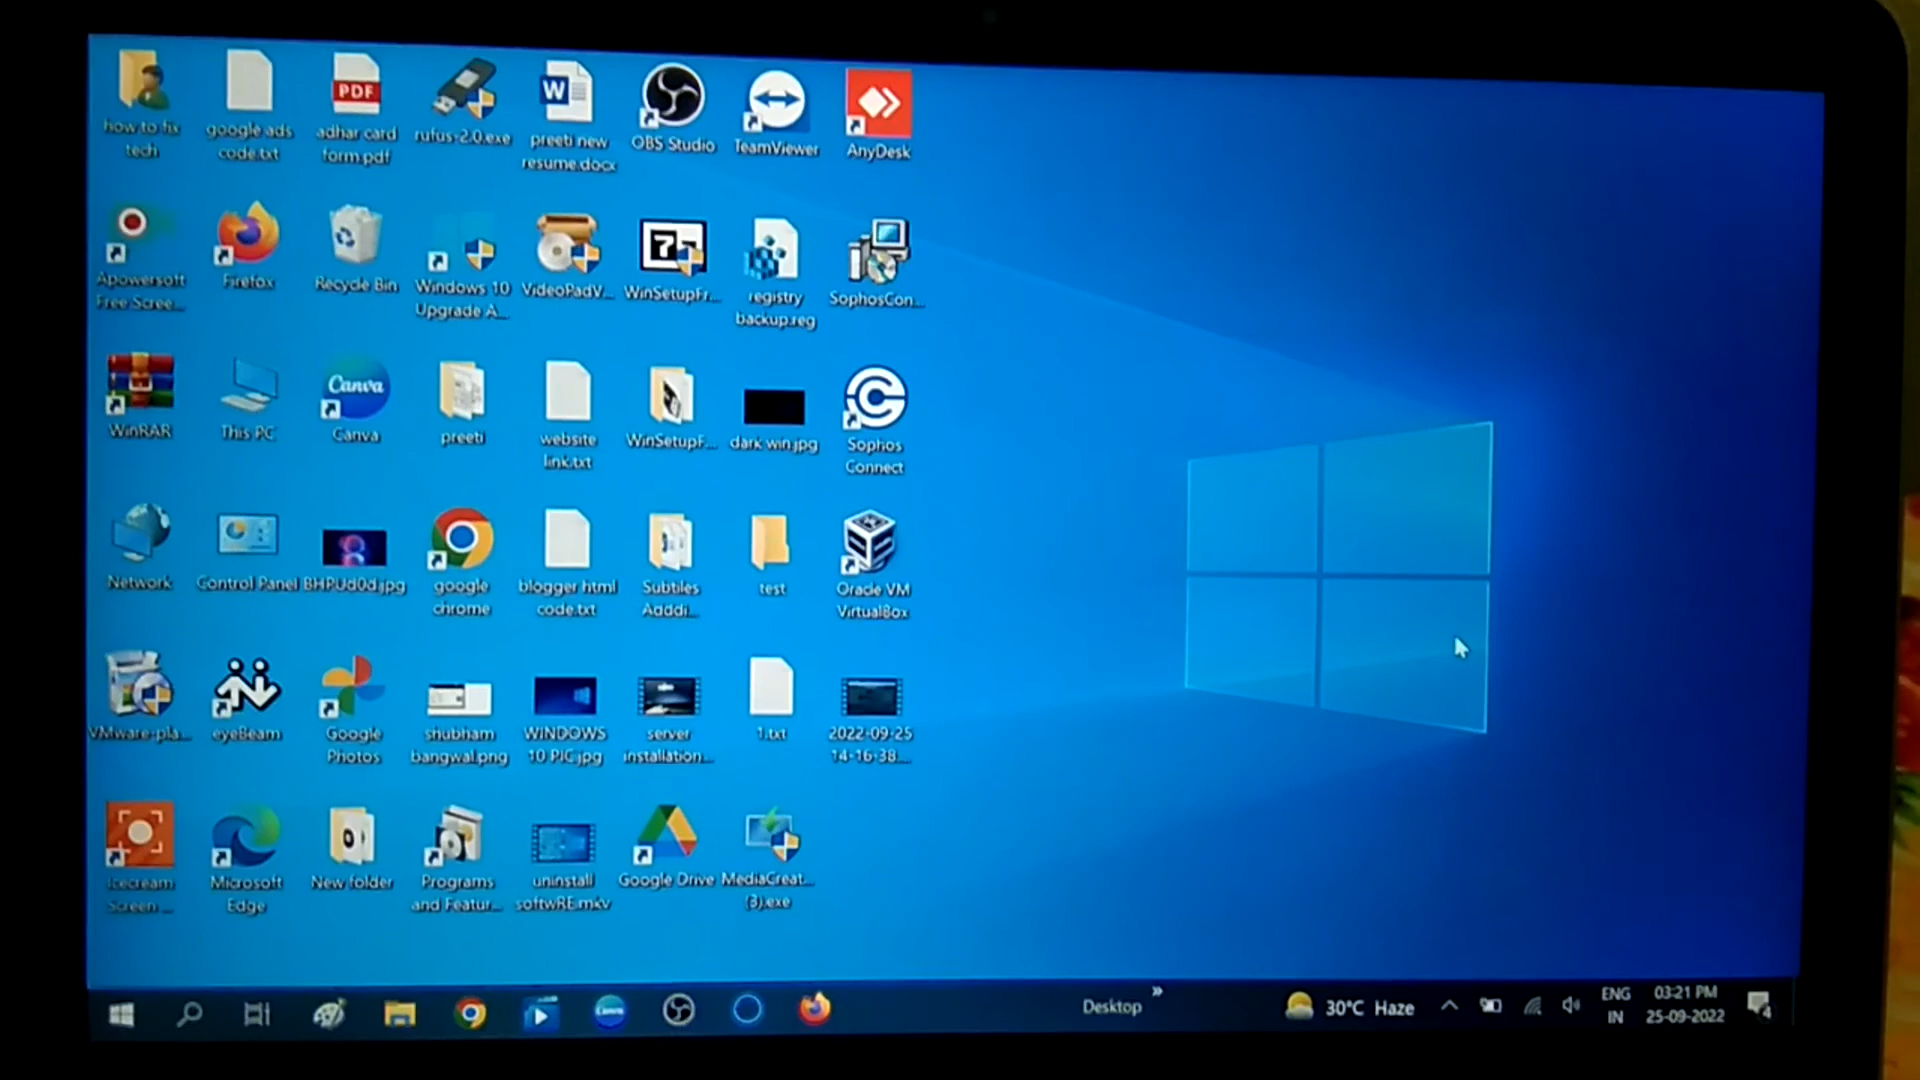 how to fix
tech
google ads
code.txt
PDF
adhar card
form.pdf
rufus-2.0.exe
W
preeti new
resume.docx
OBS Studio
TeamViewer
AnyDesk
Apowersoft
Free Scree...
Firefox
Recycle Bin
Windows 10
Upgrade A...
VideoPadV...
WinSetupFr...
registry
backup.reg
SophosCon...
WinRAR
This PC
Canva
Canva
preeti
website
link.txt
WinSetupF...
dark win.jpg
Sophos
Connect
Network
Control Panel
BHPUd0d.jpg
google
chrome
blogger html
code.txt
Subtiles
Adddi...
test
Oracle VM
VirtualBox
VMware-pla...
eyeBeam
Google
Photos
shubham
bangwal.png
WINDOWS
10 PIC.jpg
server
installation...
1.txt
2022-09-25
14-16-38....
Icecream
Screen ...
Microsoft
Edge
New folder
Programs
and Featur...
uninstall
softwRE.mkv
Google Drive
MediaCreat...
(3).exe
Canva
Desktop
30°C Haze
ENG
IN
03:21 PM
25-09-2022
4